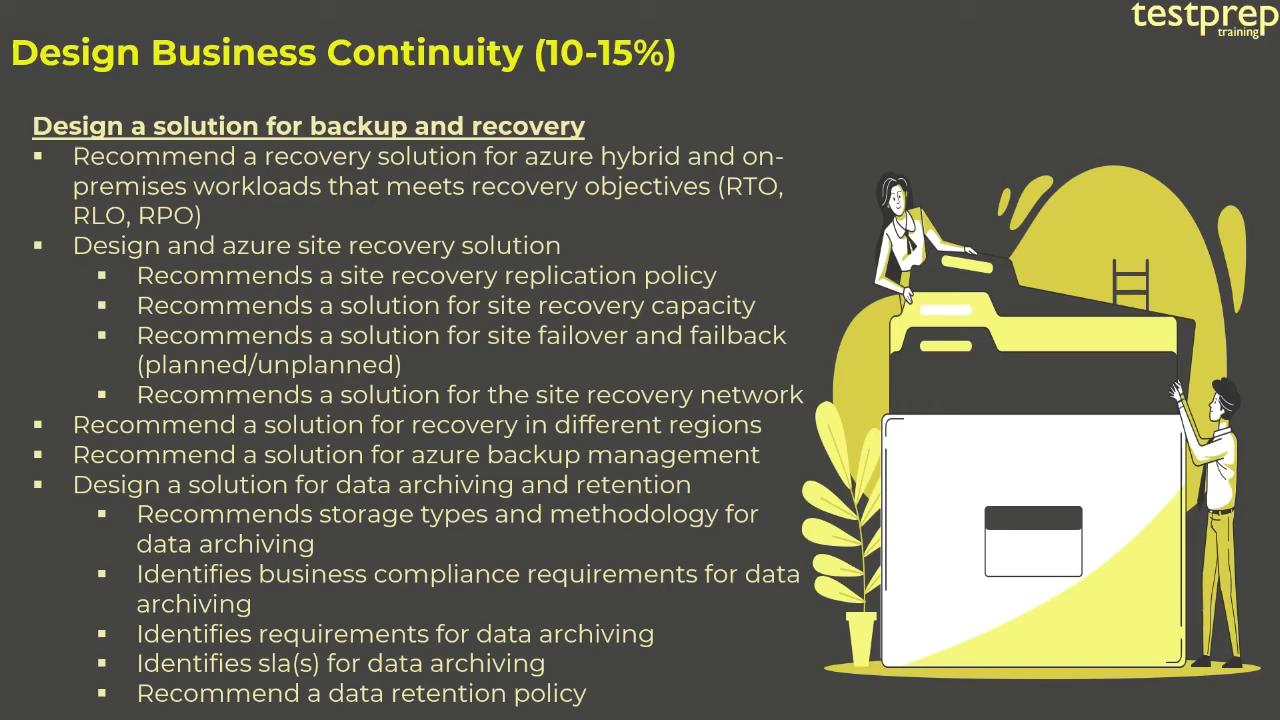 testprep
training
Design Business Continuity (10-15%)
Design a solution for backup and recovery
▪ Recommend a recovery solution for azure hybrid and on-
premises workloads that meets recovery objectives (RTO,
RLO, RPO)
▪ Design and azure site recovery solution
▪ Recommends a site recovery replication policy
▪ Recommends a solution for site recovery capacity
▪ Recommends a solution for site failover and failback
(planned/unplanned)
▪ Recommends a solution for the site recovery network
▪ Recommend a solution for recovery in different regions
▪ Recommend a solution for azure backup management
▪ Design a solution for data archiving and retention
▪ Recommends storage types and methodology for
data archiving
▪ Identifies business compliance requirements for data
archiving
▪ Identifies requirements for data archiving
▪ Identifies sla(s) for data archiving
▪ Recommend a data retention policy